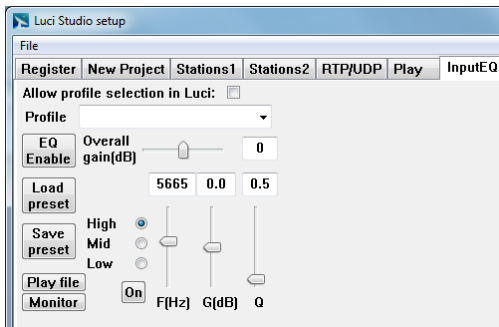 Luci Studio setup
File
Register New Project Stations1 Stations2 RTP/UDP Play InputEQ
Allow profile selection in Luci:
Profile
EQ Enable Overall gain(dB) 0
Load preset 5665 0.0 0.5
Save preset High
Mid
Low
Play file
Monitor On F(Hz) G(dB) Q